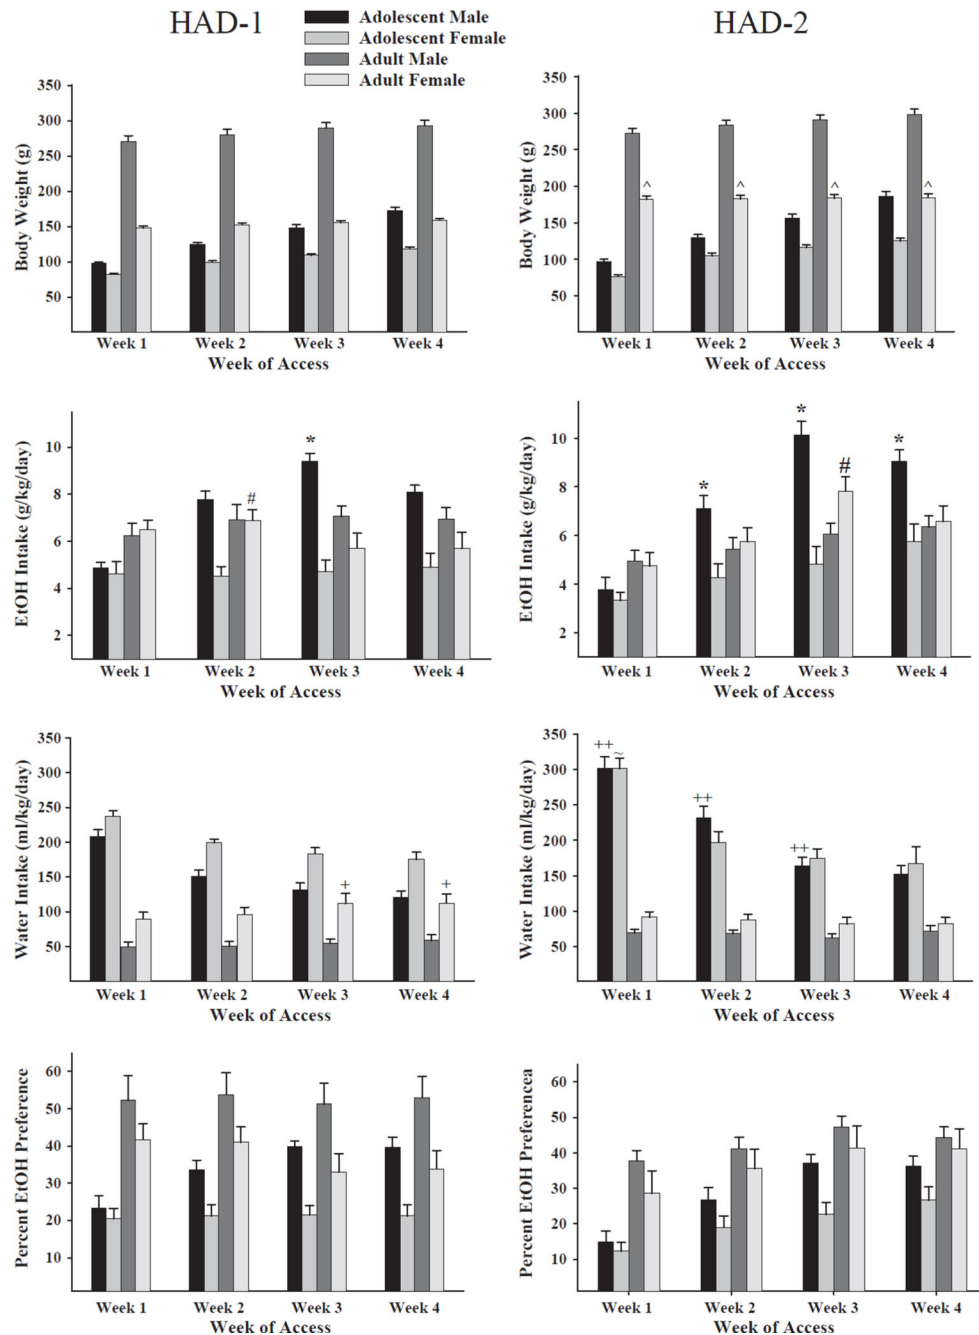 HAD-1
HAD-2
Adolescent Male
Adolescent Female
Adult Male
Adult Female
Body Weight (g)
350
300
250
200
150
100
50
Week 1 Week 2 Week 3 Week 4
Week of Access
Body Weight (g)
350
300
250
200
150
100
50
^ ^ ^ ^
Week 1 Week 2 Week 3 Week 4
Week of Access
EtOH Intake (g/kg/day)
10
8
6
4
2
# *
Week 1 Week 2 Week 3 Week 4
Week of Access
EtOH Intake (g/kg/day)
10
8
6
4
2
* * # *
Week 1 Week 2 Week 3 Week 4
Week of Access
Water Intake (ml/kg/day)
350
300
250
200
150
100
50
+ +
Week 1 Week 2 Week 3 Week 4
Week of Access
Water Intake (ml/kg/day)
350
300
250
200
150
100
50
++ ~ ++ ++
Week 1 Week 2 Week 3 Week 4
Week of Access
Percent EtOH Preference
60
50
40
30
20
10
Week 1 Week 2 Week 3 Week 4
Week of Access
Percent EtOH Preferencea
60
50
40
30
20
10
Week 1 Week 2 Week 3 Week 4
Week of Access